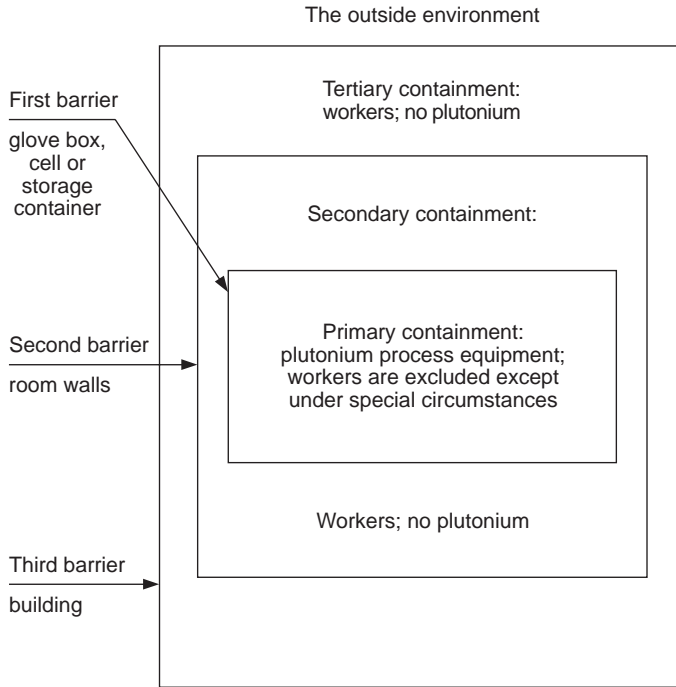 The outside environment
Tertiary containment:
workers; no plutonium
First barrier
glove box,
cell or
storage
container
Secondary containment:
Primary containment:
plutonium process equipment;
workers are excluded except
under special circumstances
Second barrier
room walls
Workers; no plutonium
Third barrier
building